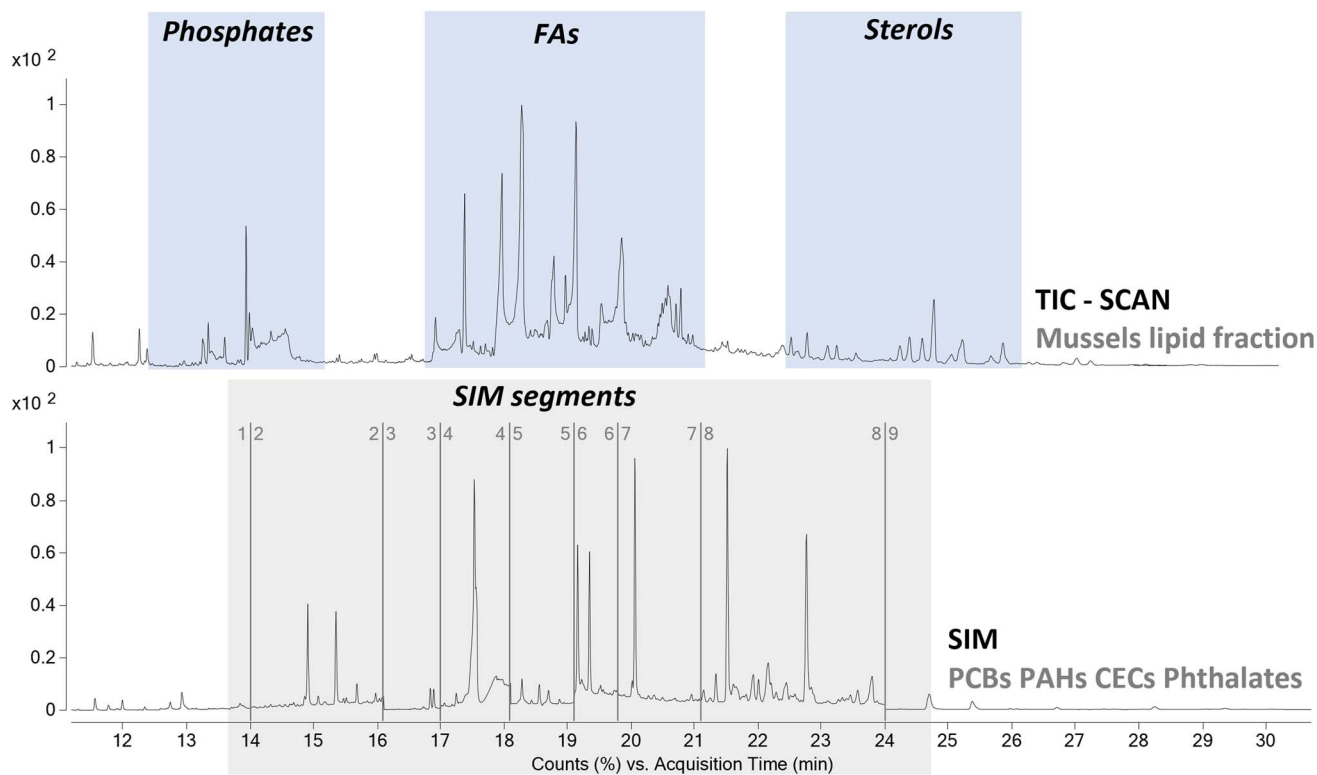 Phosphates FAs Sterols
x10 2
1
0.8
0.6
0.4
0.2
0
TIC - SCAN
Mussels lipid fraction
x10 2
SIM segments
1 2 2 3 3 4 4 5 5 6 6 7 7 8 8 9
1
0.8
0.6
0.4
0.2
0
SIM
PCBs PAHs CECs Phthalates
12 13 14 15 16 17 18 19 20 21 22 23 24 25 26 27 28 29 30
Counts (%) vs. Acquisition Time (min)